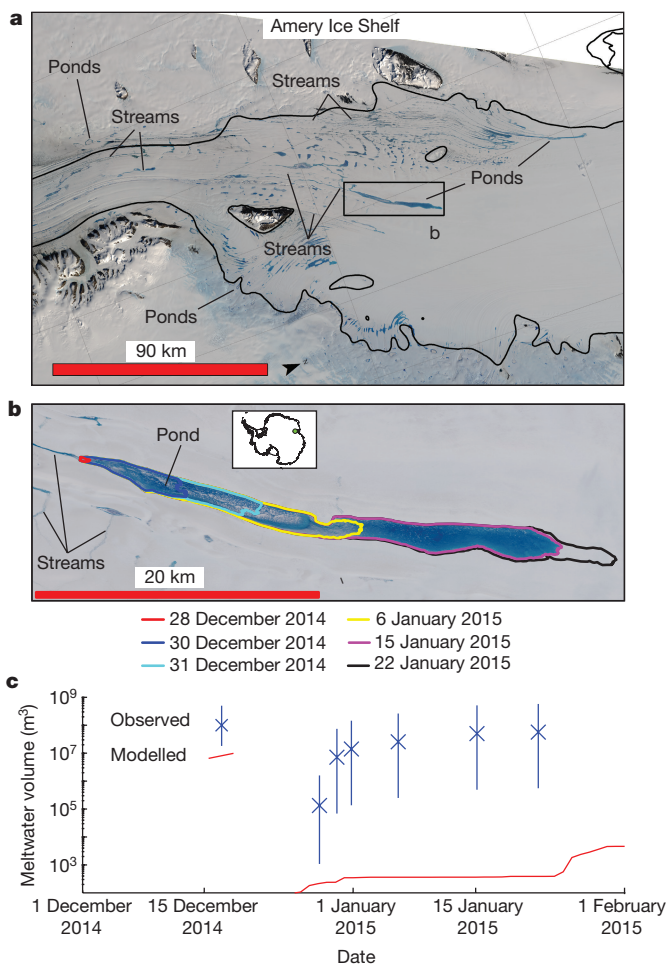 a
Amery Ice Shelf
Ponds
Streams
Streams
Ponds
Streams
b
Ponds
90 km
b
Pond
Streams
20 km
28 December 2014
6 January 2015
30 December 2014
15 January 2015
31 December 2014
22 January 2015
c
Meltwater volume (m³)
10⁹
10⁷
10⁵
10³
Observed
Modelled
1 December
2014
15 December
2014
1 January
2015
15 January
2015
1 February
2015
Date